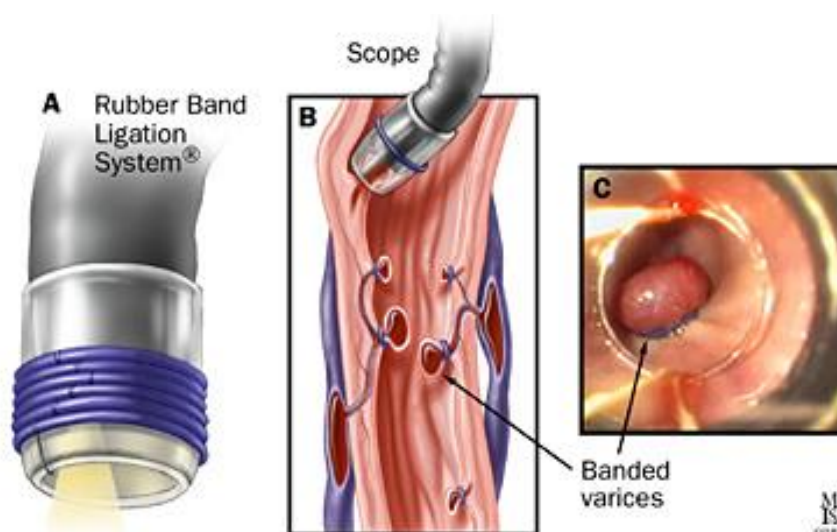 Scope
A Rubber Band
Ligation
System®
B
C
Banded
varices